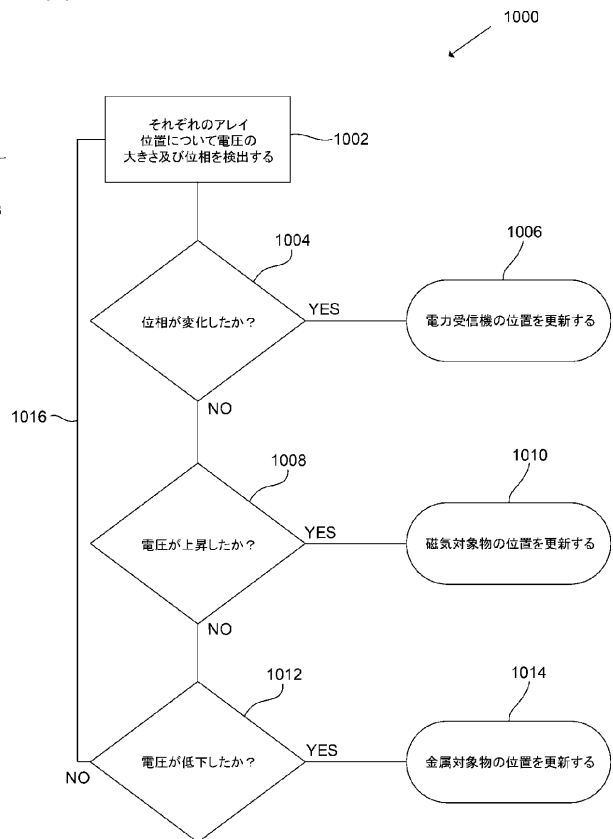 1000
それぞれのアレイ
位置について電圧の
大きさ及び位相を検出する
1002
1004
1006
位相が変化したか？
YES
電力受信機の位置を更新する
NO
1016
1008
1010
電圧が上昇したか？
YES
磁気対象物の位置を更新する
NO
1012
1014
電圧が低下したか？
YES
金属対象物の位置を更新する
NO